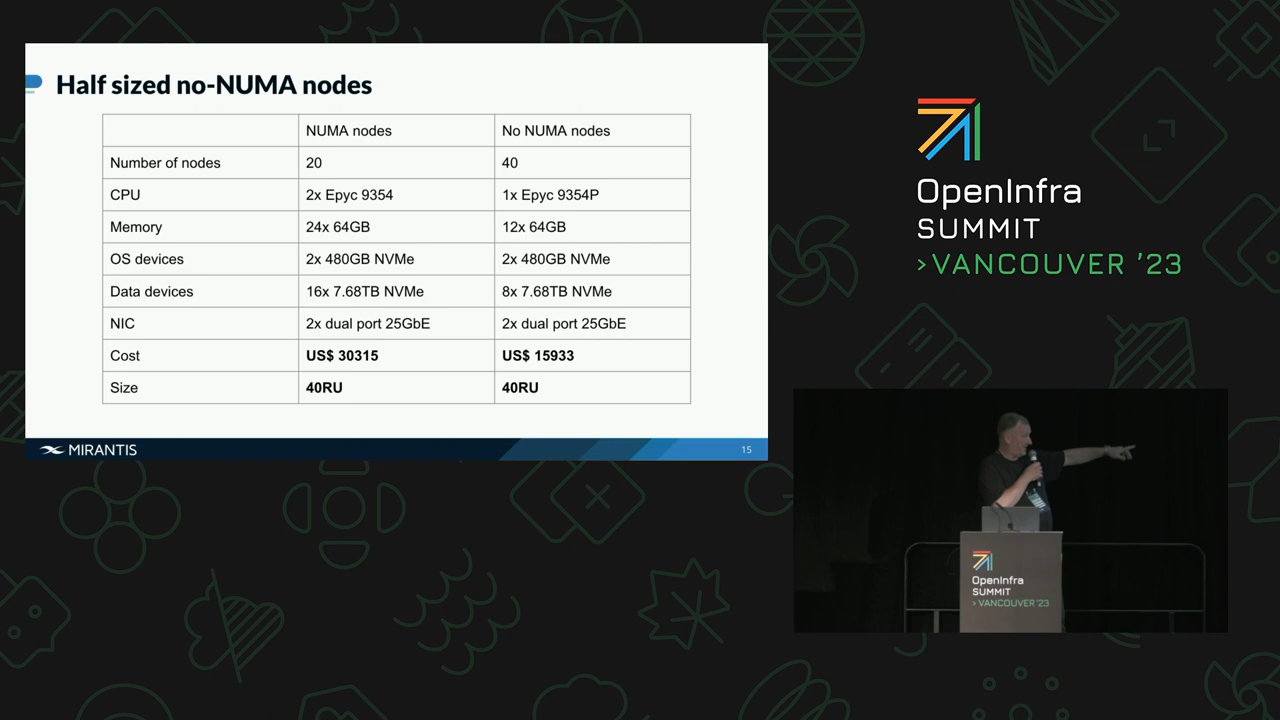 Half sized no-NUMA nodes
NUMA nodes No NUMA nodes
Number of nodes 20 40
CPU 2x Epyc 9354 1x Epyc 9354P
Memory 24x 64GB 12x 64GB
OS devices 2x 480GB NVMe 2x 480GB NVMe
Data devices 16x 7.68TB NVMe 8x 7.68TB NVMe
NIC 2x dual port 25GbE 2x dual port 25GbE
Cost US$ 30315 US$ 15933
Size 40RU 40RU
MIRANTIS 15
OpenInfra
SUMMIT
>VANCOUVER '23
OpenInfra
SUMMIT
>VANCOUVER'23